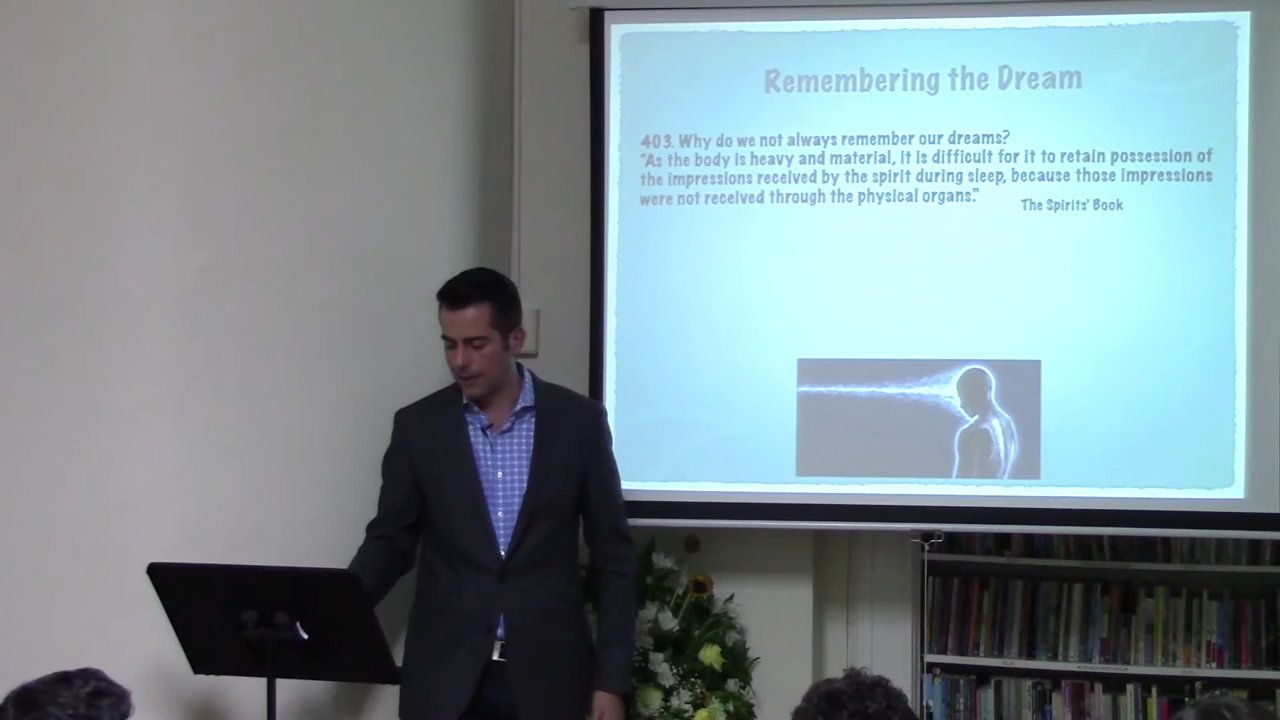 Remembering the Dream
403. Why do we not always remember our dreams?
"As the body is heavy and material, it is difficult for it to retain possession of
the impressions received by the spirit during sleep, because those impressions
were not received through the physical organs."
The Spirits' Book